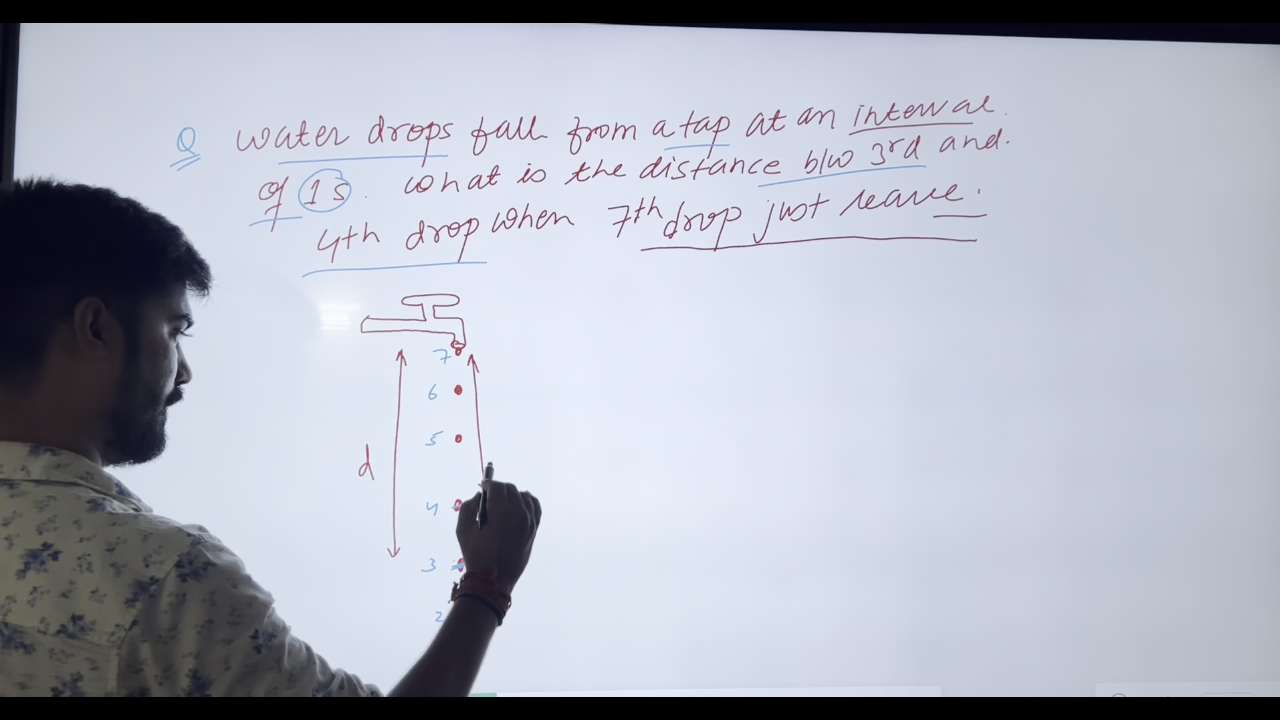 Q water drops fall from a tap at an interval
of 1s. What is the distance b/w 3rd and.
4th drop when 7th drop just leave.
7
6
5
d
4
3
2